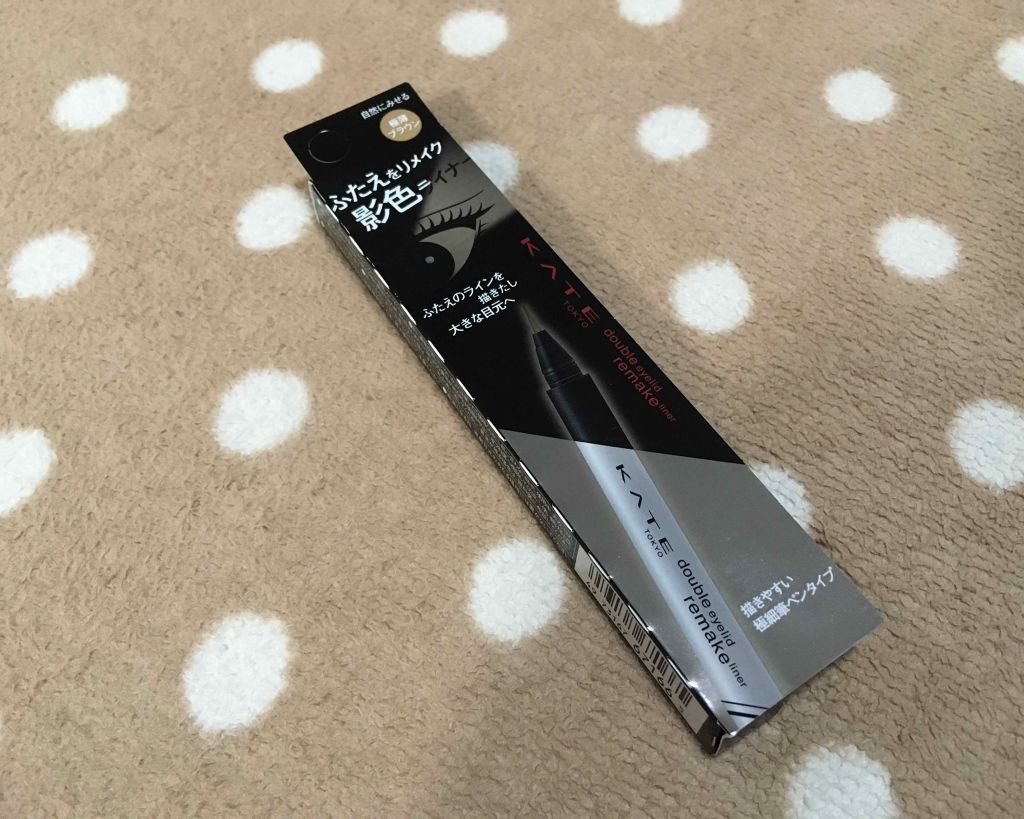 自然にみせる
極薄
ブラウン
ふたえをリメイク
影色ライナー
ふたえのラインを
描きたし
大きな目元へ
KATE
TOKYO
double eyelid
remake liner
KATE
TOKYO
double eyelid
remake liner
描きやすい
極細筆ペンタイプ